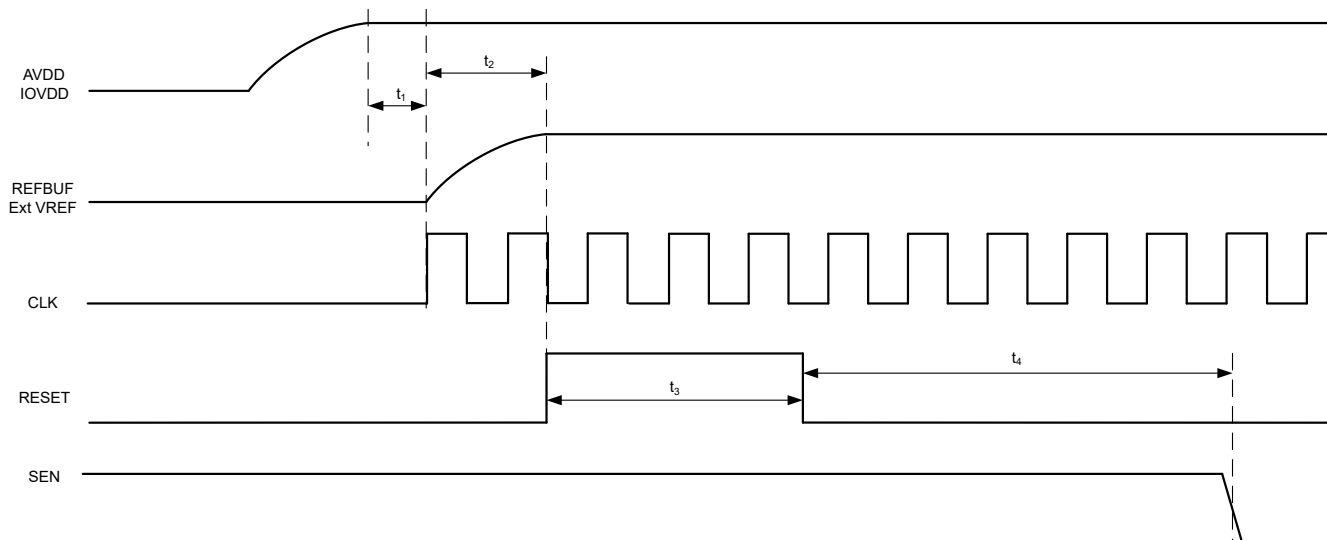 AVDD
IOVDD
t₁
t₂
REFBUF
Ext VREF
CLK
RESET
t₃
t₄
SEN